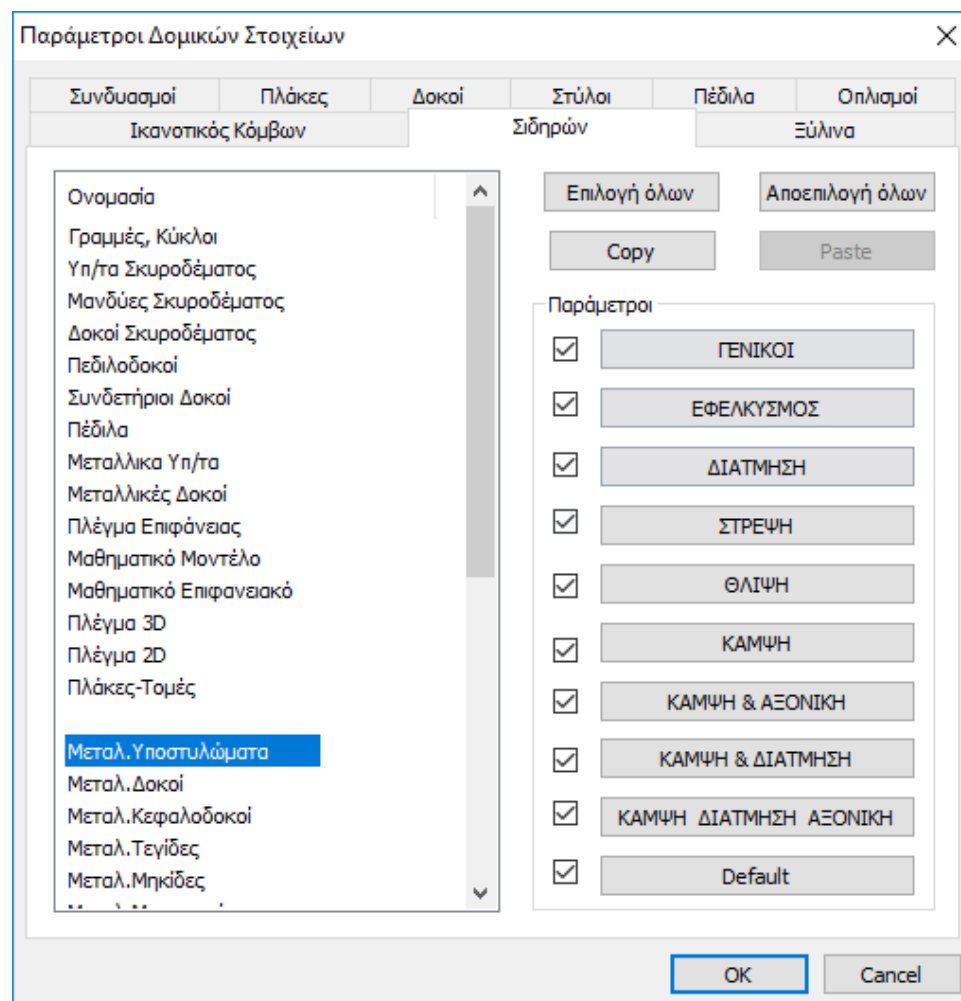 Παράμετροι Δομικών Στοιχείων
Συνδυασμοί Πλάκες Δοκοί Στύλοι Πέδιλα Οπλισμοί
Ικανοτικός Κόμβων Σιδηρών Ξύλινα
Ονομασία
Γραμμές, Κύκλοι
Υπ/τα Σκυροδέματος
Μανδύες Σκυροδέματος
Δοκοί Σκυροδέματος
Πεδιλοδοκοί
Συνδετήριοι Δοκοί
Πέδιλα
Μεταλλικα Υπ/τα
Μεταλλικές Δοκοί
Πλέγμα Επιφάνειας
Μαθηματικό Μοντέλο
Μαθηματικό Επιφανειακό
Πλέγμα 3D
Πλέγμα 2D
Πλάκες-Τομές
Μεταλ.Υποστυλώματα
Μεταλ.Δοκοί
Μεταλ.Κεφαλοδοκοί
Μεταλ.Τεγίδες
Μεταλ.Μηκίδες
Επιλογή όλων Αποεπιλογή όλων
Copy Paste
Παράμετροι
ΓΕΝΙΚΟΙ
ΕΦΕΛΚΥΣΜΟΣ
ΔΙΑΤΜΗΣΗ
ΣΤΡΕΨΗ
ΘΛΙΨΗ
ΚΑΜΨΗ
ΚΑΜΨΗ & ΑΞΟΝΙΚΗ
ΚΑΜΨΗ & ΔΙΑΤΜΗΣΗ
ΚΑΜΨΗ ΔΙΑΤΜΗΣΗ ΑΞΟΝΙΚΗ
Default
OK Cancel